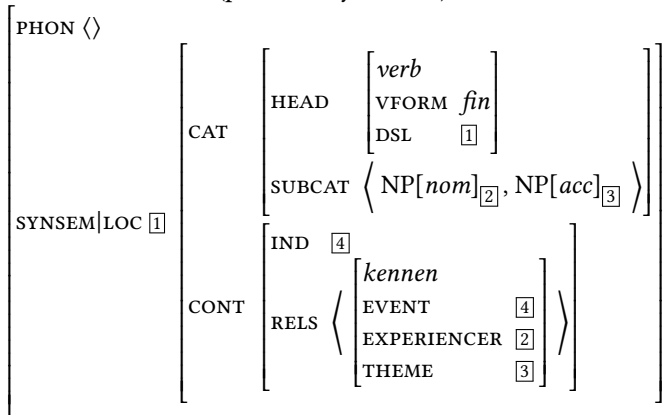 PHON ⟨⟩
verb
HEAD VFORM fin
CAT DSL 1
SUBCAT ⟨ NP[nom]2, NP[acc]3 ⟩
SYNSEM|LOC 1
IND 4
kennen
CONT EVENT 4
RELS ⟨ EXPERIENCER 2 ⟩
THEME 3